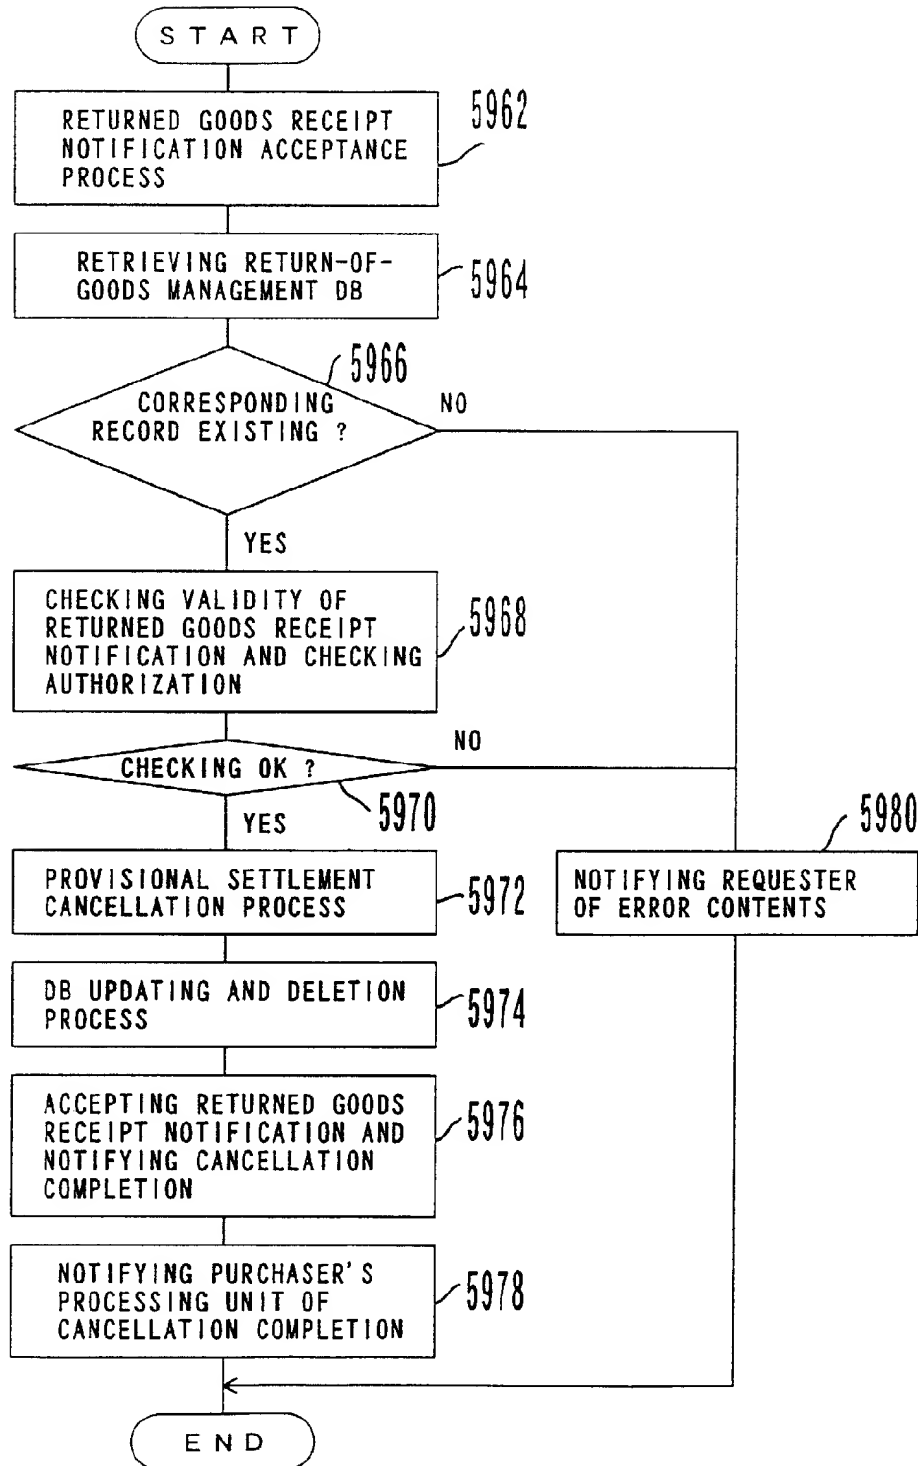 START
RETURNED GOODS RECEIPT
NOTIFICATION ACCEPTANCE
PROCESS
5962
RETRIEVING RETURN-OF-
GOODS MANAGEMENT DB
5964
5966
CORRESPONDING
RECORD EXISTING ?
NO
YES
CHECKING VALIDITY OF
RETURNED GOODS RECEIPT
NOTIFICATION AND CHECKING
AUTHORIZATION
5968
NO
CHECKING OK ?
5970
YES
5980
PROVISIONAL SETTLEMENT
CANCELLATION PROCESS
5972
NOTIFYING REQUESTER
OF ERROR CONTENTS
DB UPDATING AND DELETION
PROCESS
5974
ACCEPTING RETURNED GOODS
RECEIPT NOTIFICATION AND
NOTIFYING CANCELLATION
COMPLETION
5976
NOTIFYING PURCHASER'S
PROCESSING UNIT OF
CANCELLATION COMPLETION
5978
END